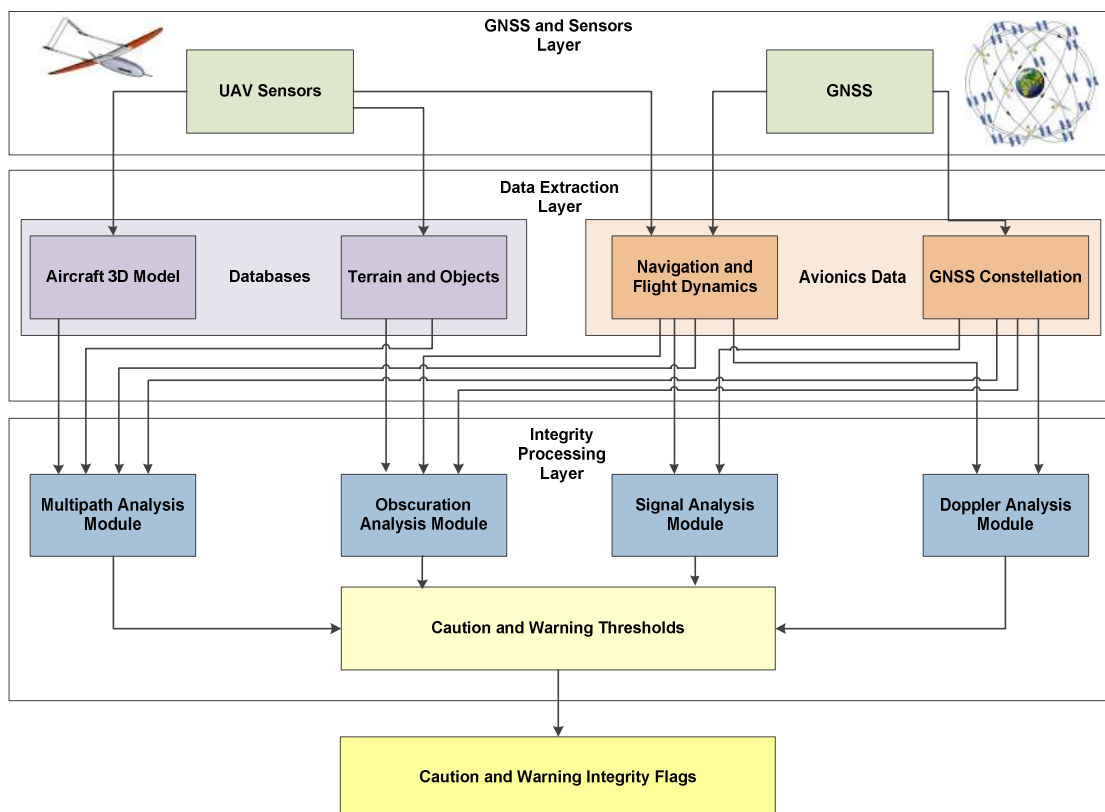 GNSS and Sensors
Layer
UAV Sensors
GNSS
Data Extraction
Layer
Aircraft 3D Model
Databases
Terrain and Objects
Navigation and
Flight Dynamics
Avionics Data
GNSS Constellation
Integrity
Processing
Layer
Multipath Analysis
Module
Obscuration
Analysis Module
Signal Analysis
Module
Doppler Analysis
Module
Caution and Warning Thresholds
Caution and Warning Integrity Flags